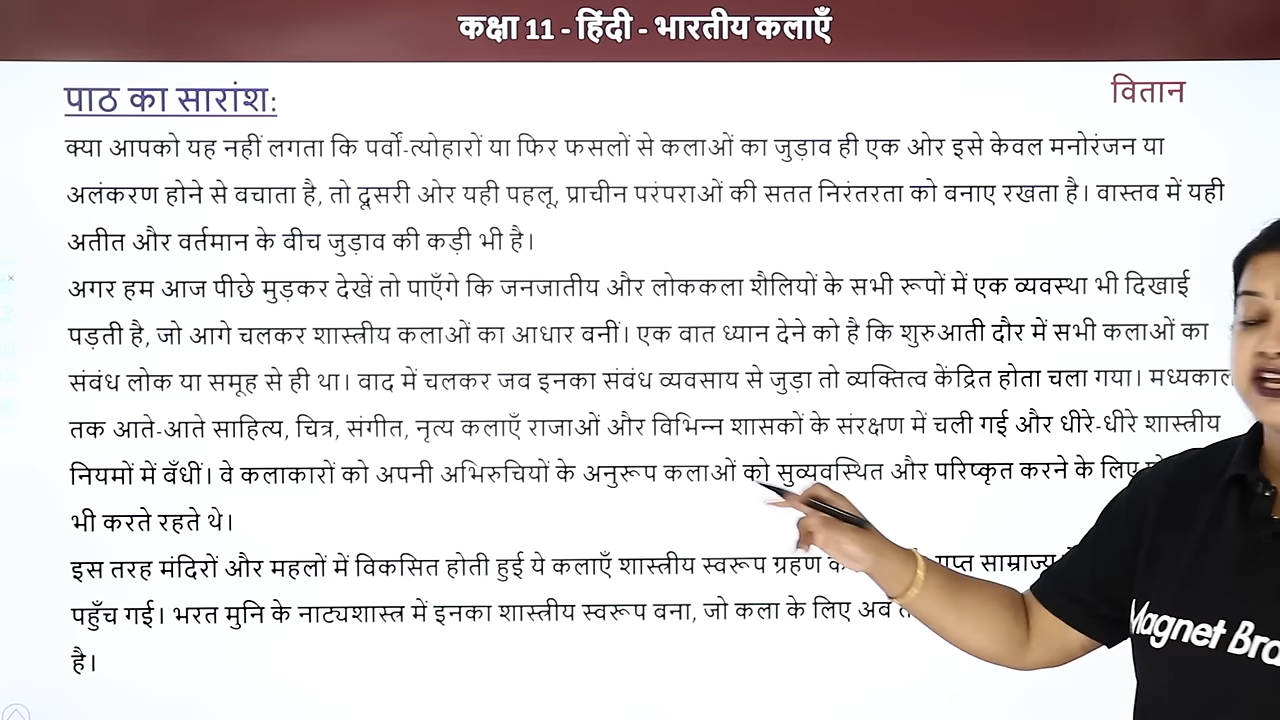 कक्षा 11 - हिंदी - भारतीय कलाएँ
पाठ का सारांश:
वितान
क्या आपको यह नहीं लगता कि पर्वों-त्योहारों या फिर फसलों से कलाओं का जुड़ाव ही एक ओर इसे केवल मनोरंजन या
अलंकरण होने से बचाता है, तो दूसरी ओर यही पहलू, प्राचीन परंपराओं की सतत निरंतरता को बनाए रखता है। वास्तव में यही
अतीत और वर्तमान के बीच जुड़ाव की कड़ी भी है।
अगर हम आज पीछे मुड़कर देखें तो पाएँगे कि जनजातीय और लोककला शैलियों के सभी रूपों में एक व्यवस्था भी दिखाई
पड़ती है, जो आगे चलकर शास्त्रीय कलाओं का आधार बनीं। एक बात ध्यान देने को है कि शुरुआती दौर में सभी कलाओं का
संबंध लोक या समूह से ही था। बाद में चलकर जब इनका संबंध व्यवसाय से जुड़ा तो व्यक्तित्व केंद्रित होता चला गया। मध्यकाल
तक आते-आते साहित्य, चित्र, संगीत, नृत्य कलाएँ राजाओं और विभिन्न शासकों के संरक्षण में चली गई और धीरे-धीरे शास्त्रीय
नियमों में बँधीं। वे कलाकारों को अपनी अभिरुचियों के अनुरूप कलाओं को सुव्यवस्थित और परिष्कृत करने के लिए
भी करते रहते थे।
इस तरह मंदिरों और महलों में विकसित होती हुई ये कलाएँ शास्त्रीय स्वरूप ग्रहण साम्राज्य
पहुँच गई। भरत मुनि के नाट्यशास्त्र में इनका शास्त्रीय स्वरूप बना, जो कला के लिए अब
है।
Magnet Bra